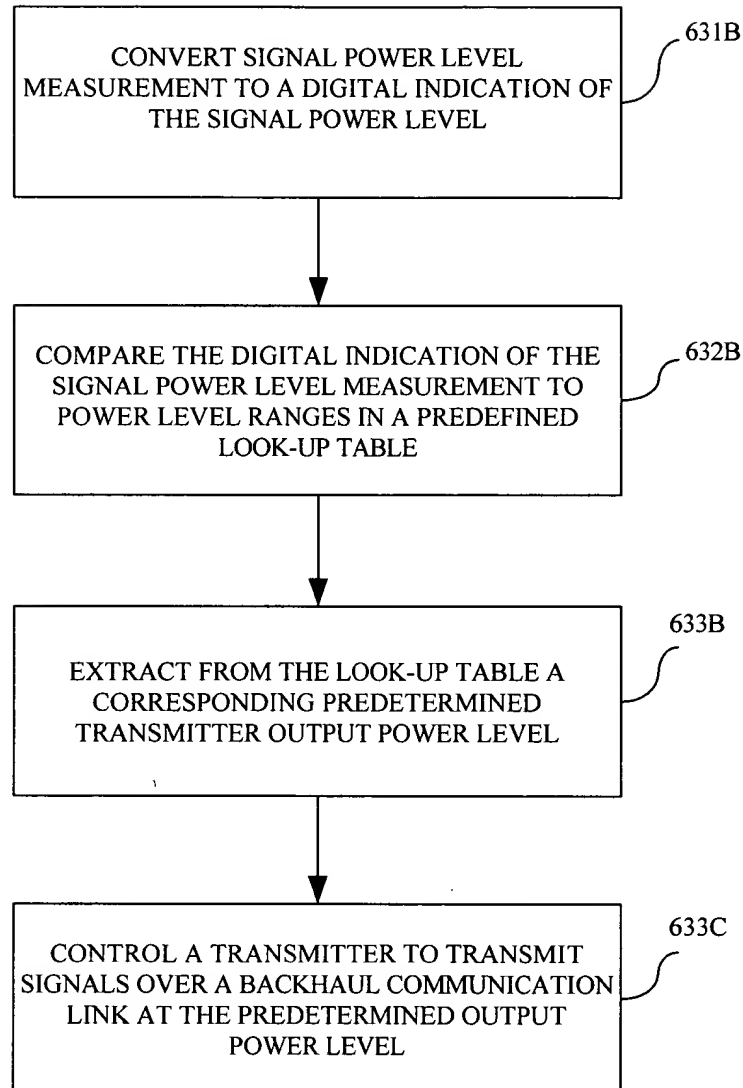 CONVERT SIGNAL POWER LEVEL
MEASUREMENT TO A DIGITAL INDICATION OF
THE SIGNAL POWER LEVEL
631B
COMPARE THE DIGITAL INDICATION OF THE
SIGNAL POWER LEVEL MEASUREMENT TO
POWER LEVEL RANGES IN A PREDEFINED
LOOK-UP TABLE
632B
EXTRACT FROM THE LOOK-UP TABLE A
CORRESPONDING PREDETERMINED
TRANSMITTER OUTPUT POWER LEVEL
633B
CONTROL A TRANSMITTER TO TRANSMIT
SIGNALS OVER A BACKHAUL COMMUNICATION
LINK AT THE PREDETERMINED OUTPUT
POWER LEVEL
633C